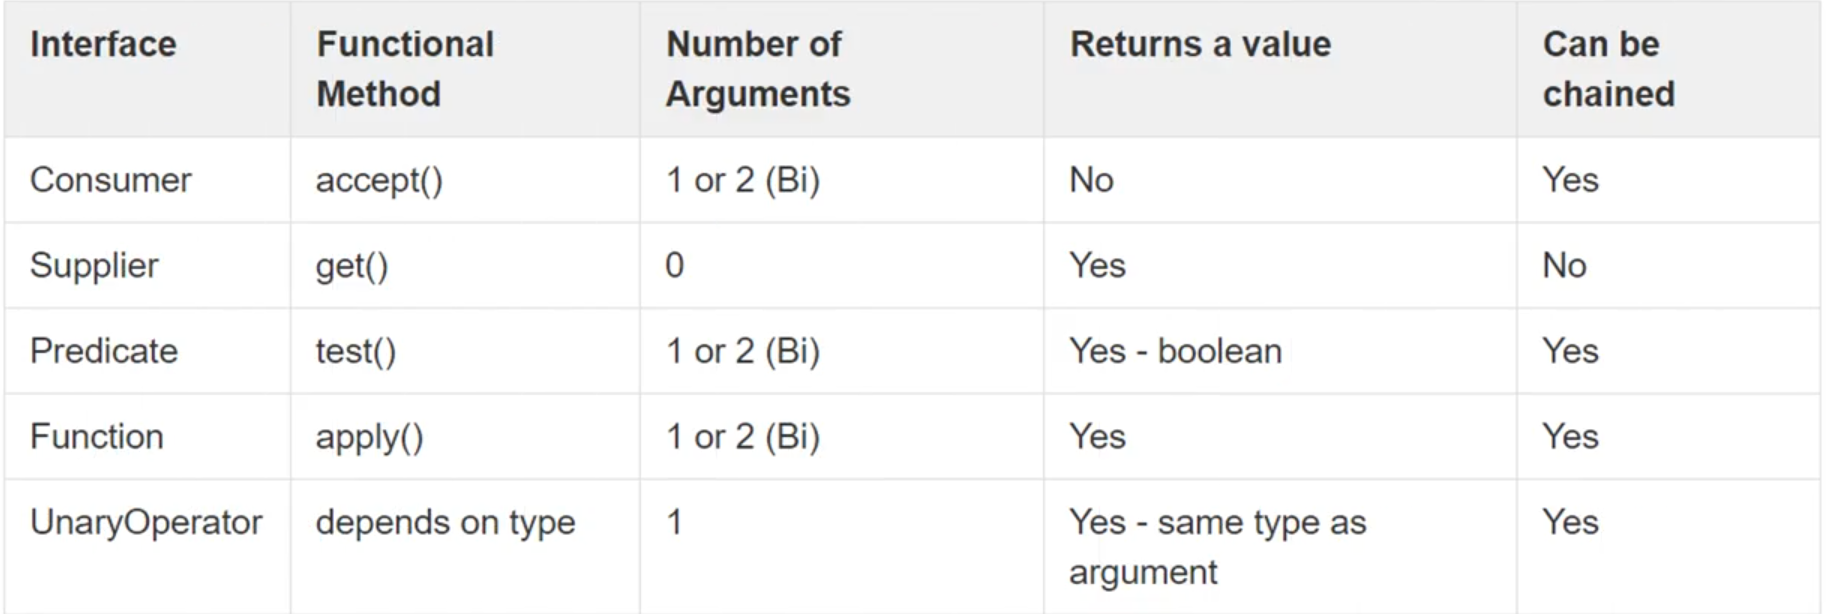 Interface Functional Method Number of Arguments Returns a value Can be chained
Consumer accept() 1 or 2 (Bi) No Yes
Supplier get() 0 Yes No
Predicate test() 1 or 2 (Bi) Yes - boolean Yes
Function apply() 1 or 2 (Bi) Yes Yes
UnaryOperator depends on type 1 Yes - same type as argument Yes